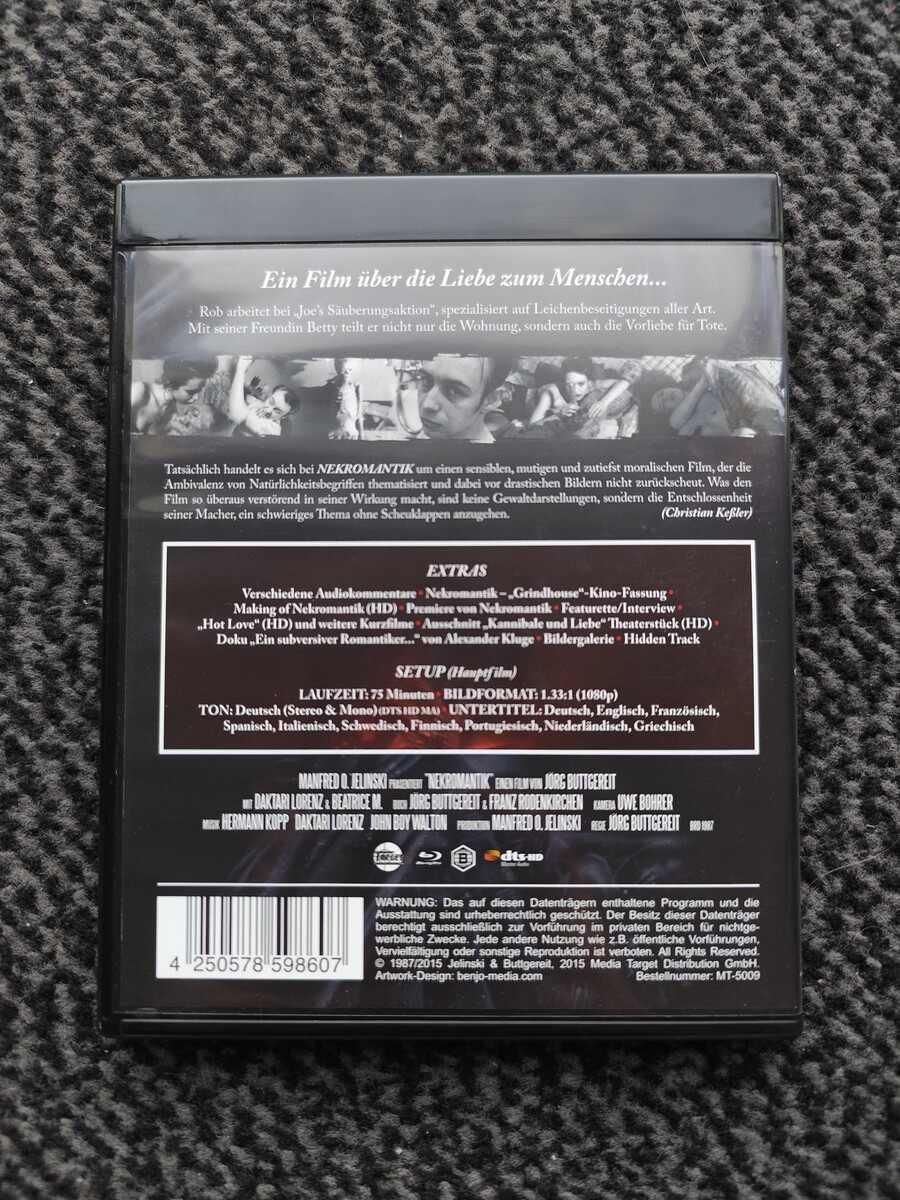 Ein Film über die Liebe zum Menschen...
Rob arbeitet bei „Joe's Säuberungsaktion“, spezialisiert auf Leichenbeseitigungen aller Art.
Mit seiner Freundin Betty teilt er nicht nur die Wohnung, sondern auch die Vorliebe für Tote.
Tatsächlich handelt es sich bei NEKROMANTIK um einen sensiblen, mutigen und zutiefst moralischen Film, der die
Ambivalenz von Natürlichkeitsbegriffen thematisiert und dabei vor drastischen Bildern nicht zurückscheut. Was den
Film so überaus verstörend in seiner Wirkung macht, sind keine Gewaltdarstellungen, sondern die Entschlossenheit
seiner Macher, ein schwieriges Thema ohne Scheuklappen anzugehen. (Christian Keßler)
EXTRAS
Verschiedene Audiokommentare • Nekromantik – „Grindhouse“-Kino-Fassung •
Making of Nekromantik (HD) • Premiere von Nekromantik • Featurette/Interview •
„Hot Love“ (HD) und weitere Kurzfilme • Ausschnitt „Kannibale und Liebe“ Theaterstück (HD) •
Doku „Ein subversiver Romantiker...“ von Alexander Kluge • Bildergalerie • Hidden Track
SETUP (Hauptfilm)
LAUFZEIT: 75 Minuten • BILDFORMAT: 1.33:1 (1080p)
TON: Deutsch (Stereo & Mono) (DTS HD MA) • UNTERTITEL: Deutsch, Englisch, Französisch,
Spanisch, Italienisch, Schwedisch, Finnisch, Portugiesisch, Niederländisch, Griechisch
MANFRED O. JELINSKI PRÄSENTIERT "NEKROMANTIK" EINEN FILM VON JÖRG BUTTGEREIT
MIT DAKTARI LORENZ & BEATRICE M. BUCH JÖRG BUTTGEREIT & FRANZ RODENKIRCHEN KAMERA UWE BOHRER
MUSIK HERMANN KOPP DAKTARI LORENZ JOHN BOY WALTON PRODUKTION MANFRED O. JELINSKI REGIE JÖRG BUTTGEREIT BRD 1987
TARGET Blu-ray Disc B dts-HD Master Audio
4 250578 598607
WARNUNG: Das auf diesen Datenträgern enthaltene Programm und die
Ausstattung sind urheberrechtlich geschützt. Der Besitz dieser Datenträger
berechtigt ausschließlich zur Vorführung im privaten Bereich für nichtge-
werbliche Zwecke. Jede andere Nutzung wie z.B. öffentliche Vorführungen,
Vervielfältigung oder sonstige Reproduktion ist verboten. All Rights Reserved.
© 1987/2015 Jelinski & Buttgereit, 2015 Media Target Distribution GmbH.
Artwork-Design: benjo-media.com Bestellnummer: MT-5009